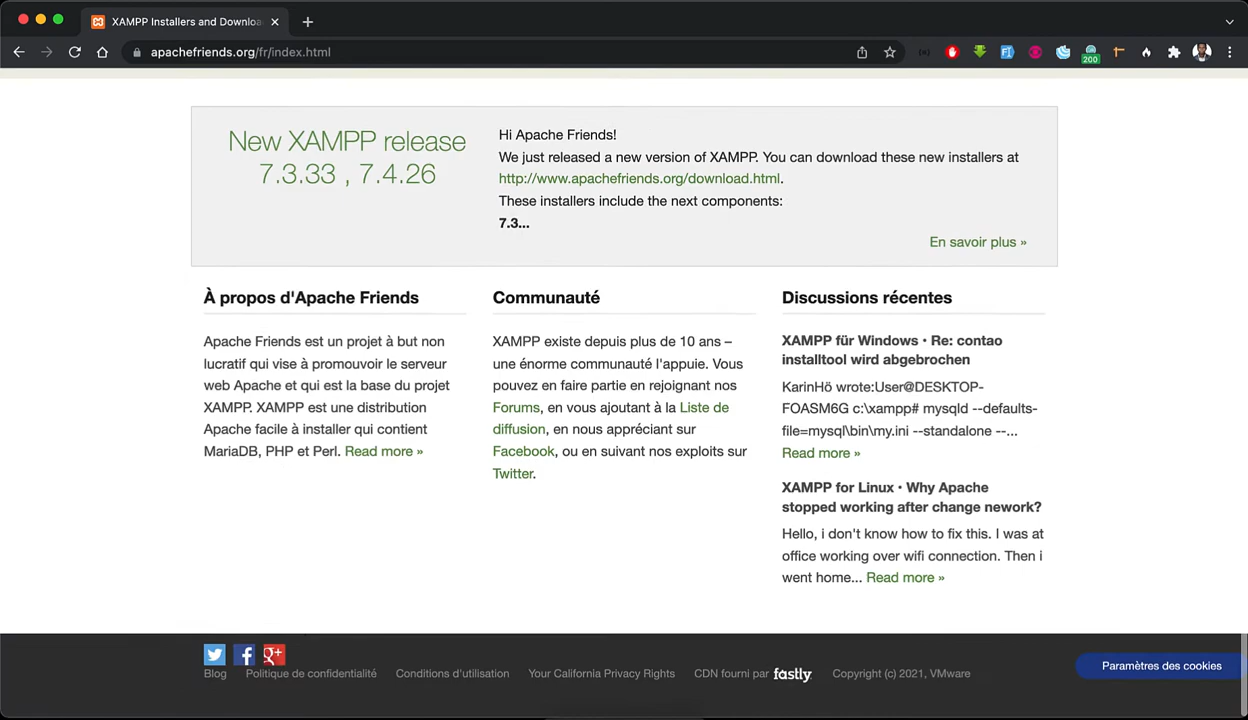 XAMPP Installers and Downloa
apachefriends.org/fr/index.html
200
New XAMPP release
7.3.33 , 7.4.26
Hi Apache Friends!
We just released a new version of XAMPP. You can download these new installers at
http://www.apachefriends.org/download.html.
These installers include the next components:
7.3...
En savoir plus »
À propos d'Apache Friends
Apache Friends est un projet à but non
lucratif qui vise à promouvoir le serveur
web Apache et qui est la base du projet
XAMPP. XAMPP est une distribution
Apache facile à installer qui contient
MariaDB, PHP et Perl. Read more »
Communauté
XAMPP existe depuis plus de 10 ans –
une énorme communauté l'appuie. Vous
pouvez en faire partie en rejoignant nos
Forums, en vous ajoutant à la Liste de
diffusion, en nous appréciant sur
Facebook, ou en suivant nos exploits sur
Twitter.
Discussions récentes
XAMPP für Windows • Re: contao
installtool wird abgebrochen
KarinHö wrote:User@DESKTOP-
FOASM6G c:\xampp# mysqld --defaults-
file=mysql\bin\my.ini --standalone --...
Read more »
XAMPP for Linux • Why Apache
stopped working after change nework?
Hello, i don't know how to fix this. I was at
office working over wifi connection. Then i
went home... Read more »
Blog Politique de confidentialité Conditions d'utilisation Your California Privacy Rights CDN fourni par fastly Copyright (c) 2021, VMware
Paramètres des cookies